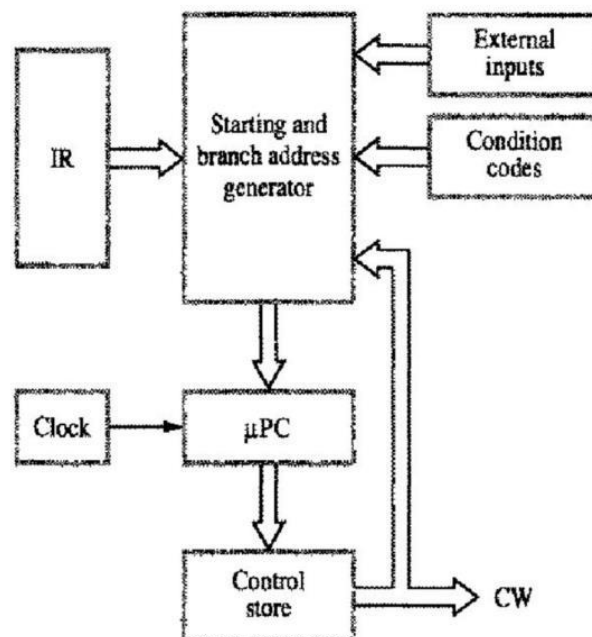 External
inputs
IR
Starting and
branch address
generator
Condition
codes
Clock
μPC
Control
store
CW